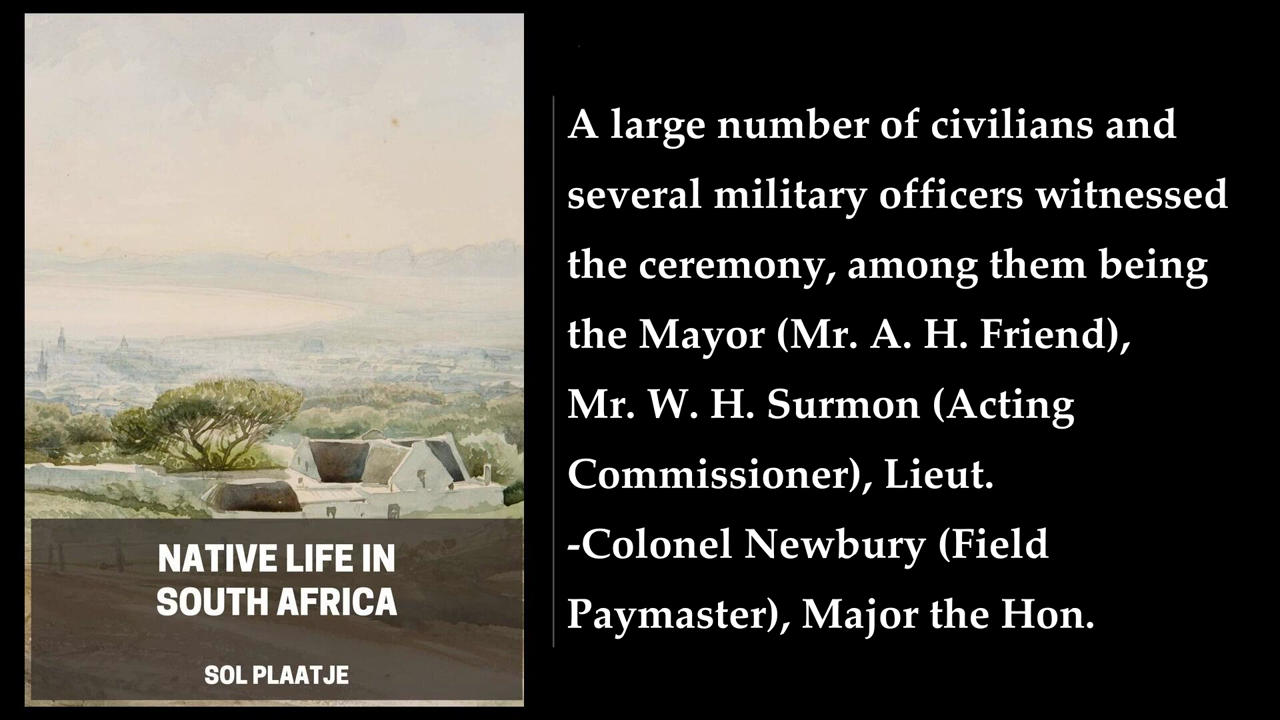 NATIVE LIFE IN
SOUTH AFRICA
SOL PLAATJE
A large number of civilians and
several military officers witnessed
the ceremony, among them being
the Mayor (Mr. A. H. Friend),
Mr. W. H. Surmon (Acting
Commissioner), Lieut.
-Colonel Newbury (Field
Paymaster), Major the Hon.